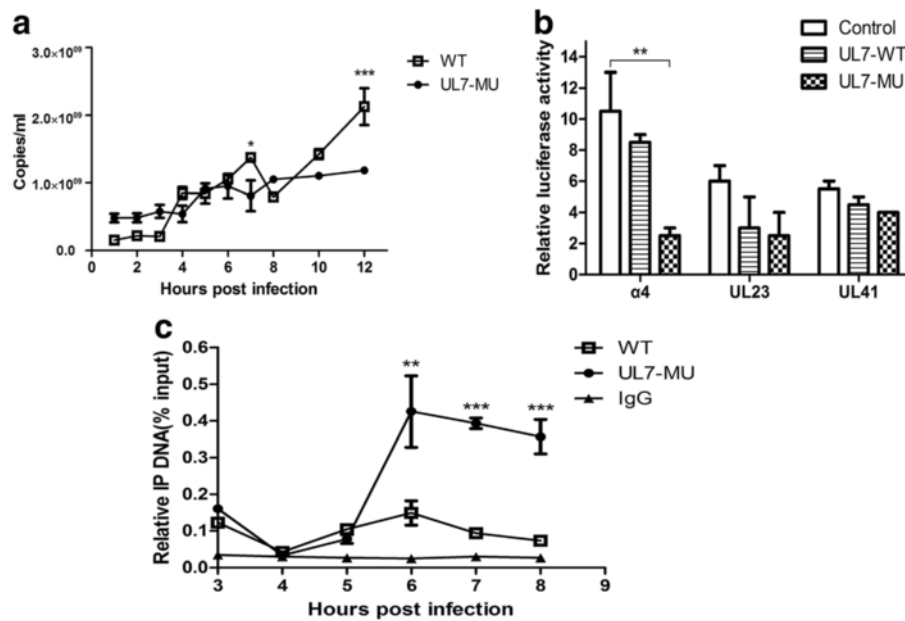 a
3.0×10⁰⁹
2.0×10⁰⁹
1.0×10⁰⁹
0.0
Copies/ml
0 2 4 6 8 10 12
Hours post infection
WT
UL7-MU
*
***
b
14
12
10
8
6
4
2
0
Relative luciferase activity
**
α4 UL23 UL41
Control
UL7-WT
UL7-MU
c
0.6
0.5
0.4
0.3
0.2
0.1
0.0
Relative IP DNA(% input)
** *** ***
3 4 5 6 7 8 9
Hours post infection
WT
UL7-MU
IgG